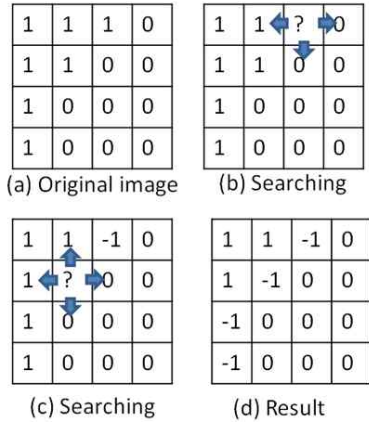 1 1 1 0
1 1 0 0
1 0 0 0
1 0 0 0
(a) Original image
1 1 ? 0
1 1 0 0
1 0 0 0
1 0 0 0
(b) Searching
1 1 -1 0
1 ? 0 0
1 0 0 0
1 0 0 0
(c) Searching
1 1 -1 0
1 -1 0 0
-1 0 0 0
-1 0 0 0
(d) Result